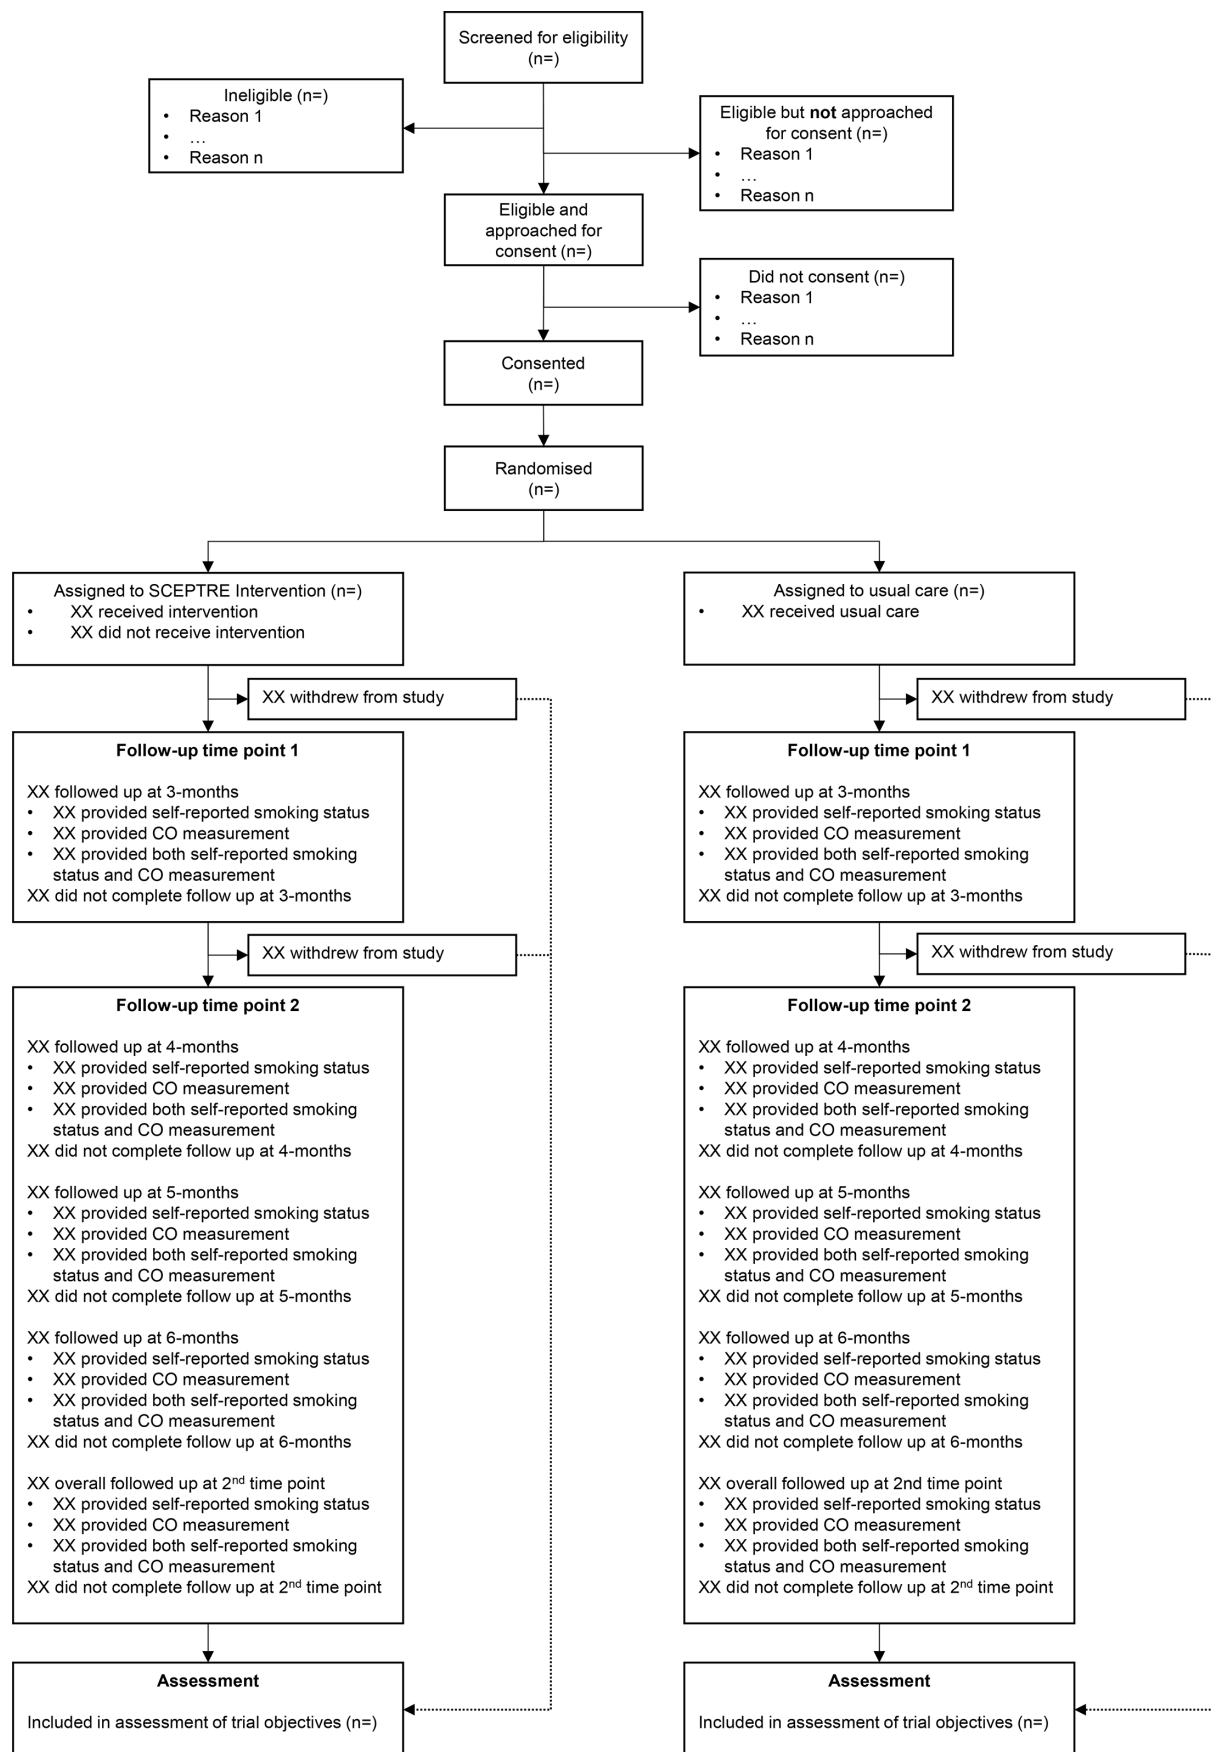 Screened for eligibility
(n=)
Ineligible (n=)
• Reason 1
• …
• Reason n
Eligible but not approached
for consent (n=)
• Reason 1
• …
• Reason n
Eligible and
approached for
consent (n=)
Did not consent (n=)
• Reason 1
• …
• Reason n
Consented
(n=)
Randomised
(n=)
Assigned to SCEPTRE Intervention (n=)
• XX received intervention
• XX did not receive intervention
XX withdrew from study
Follow-up time point 1
XX followed up at 3-months
• XX provided self-reported smoking status
• XX provided CO measurement
• XX provided both self-reported smoking
status and CO measurement
XX did not complete follow up at 3-months
XX withdrew from study
Follow-up time point 2
XX followed up at 4-months
• XX provided self-reported smoking status
• XX provided CO measurement
• XX provided both self-reported smoking
status and CO measurement
XX did not complete follow up at 4-months
XX followed up at 5-months
• XX provided self-reported smoking status
• XX provided CO measurement
• XX provided both self-reported smoking
status and CO measurement
XX did not complete follow up at 5-months
XX followed up at 6-months
• XX provided self-reported smoking status
• XX provided CO measurement
• XX provided both self-reported smoking
status and CO measurement
XX did not complete follow up at 6-months
XX overall followed up at 2nd time point
• XX provided self-reported smoking status
• XX provided CO measurement
• XX provided both self-reported smoking
status and CO measurement
XX did not complete follow up at 2nd time point
Assessment
Included in assessment of trial objectives (n=)
Assigned to usual care (n=)
• XX received usual care
XX withdrew from study
Follow-up time point 1
XX followed up at 3-months
• XX provided self-reported smoking status
• XX provided CO measurement
• XX provided both self-reported smoking
status and CO measurement
XX did not complete follow up at 3-months
XX withdrew from study
Follow-up time point 2
XX followed up at 4-months
• XX provided self-reported smoking status
• XX provided CO measurement
• XX provided both self-reported smoking
status and CO measurement
XX did not complete follow up at 4-months
XX followed up at 5-months
• XX provided self-reported smoking status
• XX provided CO measurement
• XX provided both self-reported smoking
status and CO measurement
XX did not complete follow up at 5-months
XX followed up at 6-months
• XX provided self-reported smoking status
• XX provided CO measurement
• XX provided both self-reported smoking
status and CO measurement
XX did not complete follow up at 6-months
XX overall followed up at 2nd time point
• XX provided self-reported smoking status
• XX provided CO measurement
• XX provided both self-reported smoking
status and CO measurement
XX did not complete follow up at 2nd time point
Assessment
Included in assessment of trial objectives (n=)